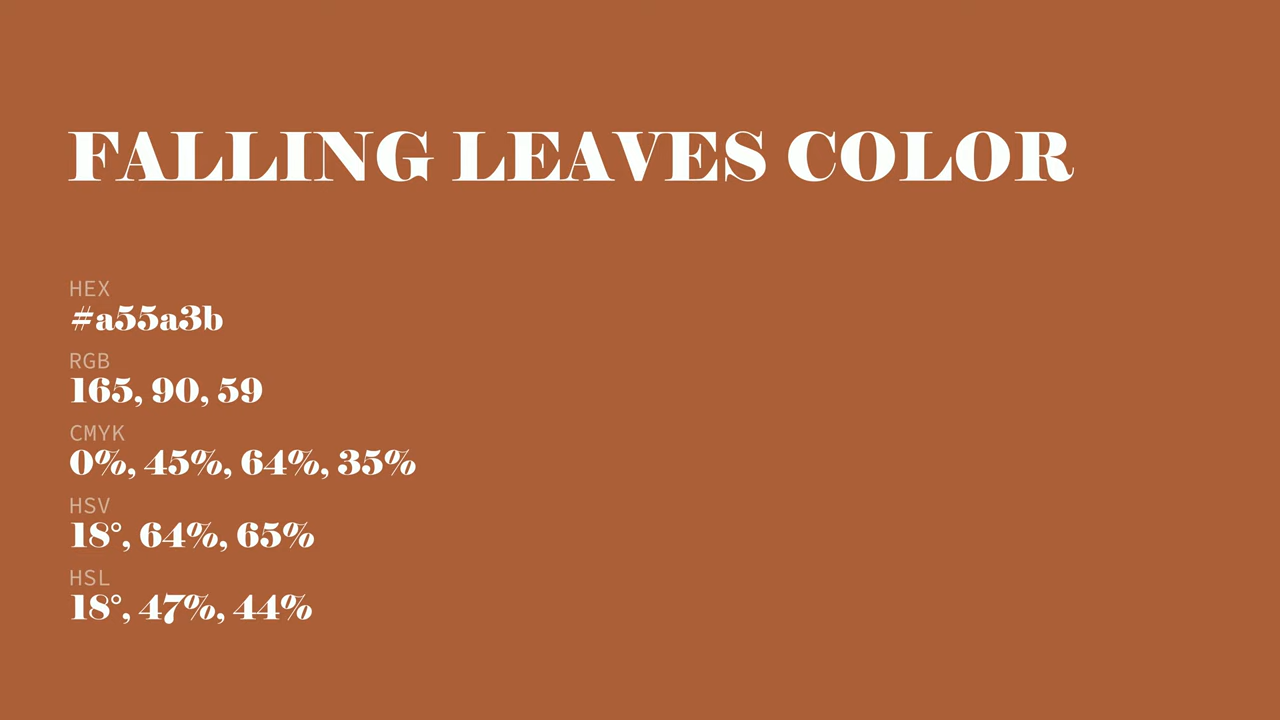 FALLING LEAVES COLOR
HEX
#a55a3b
RGB
165, 90, 59
CMYK
0%, 45%, 64%, 35%
HSV
18°, 64%, 65%
HSL
18°, 47%, 44%